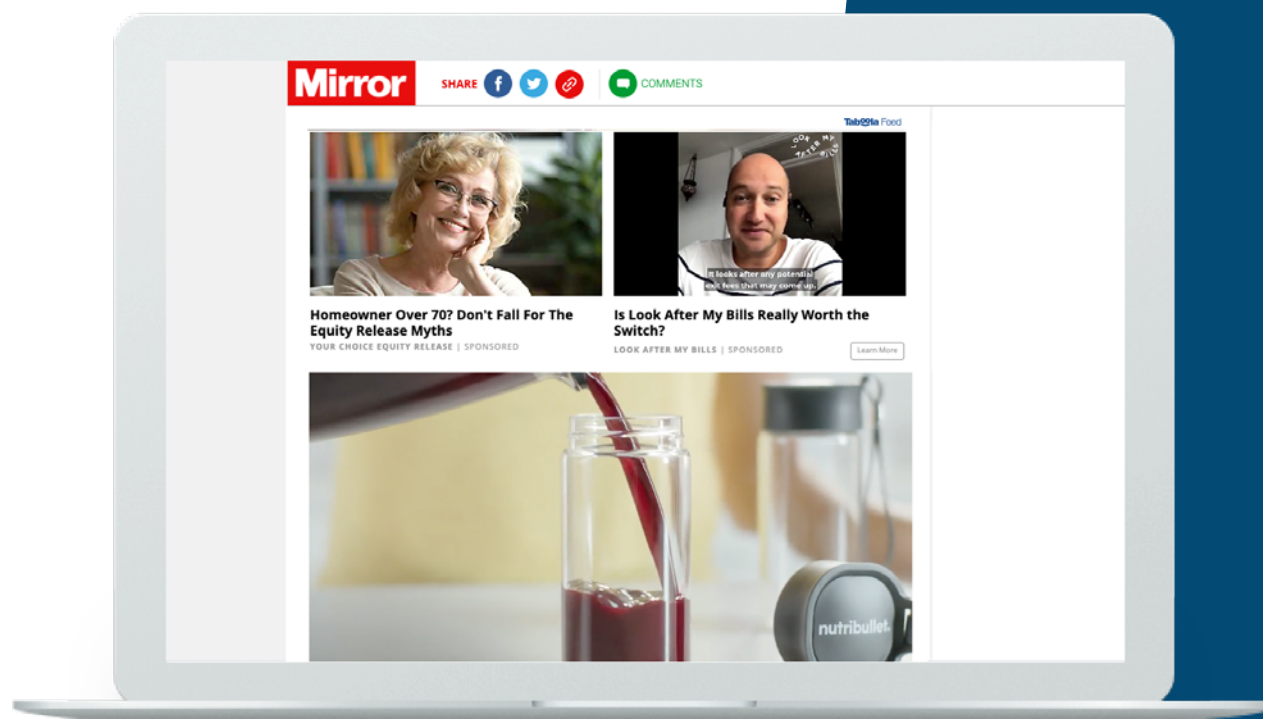 Mirror
SHARE
COMMENTS
Taboola Feed
LOOK AFTER MY BILLS
It looks after any potential
exit fees that may come up.
Homeowner Over 70? Don't Fall For The
Equity Release Myths
YOUR CHOICE EQUITY RELEASE | SPONSORED
Is Look After My Bills Really Worth the
Switch?
LOOK AFTER MY BILLS | SPONSORED
Learn More
nutribullet.